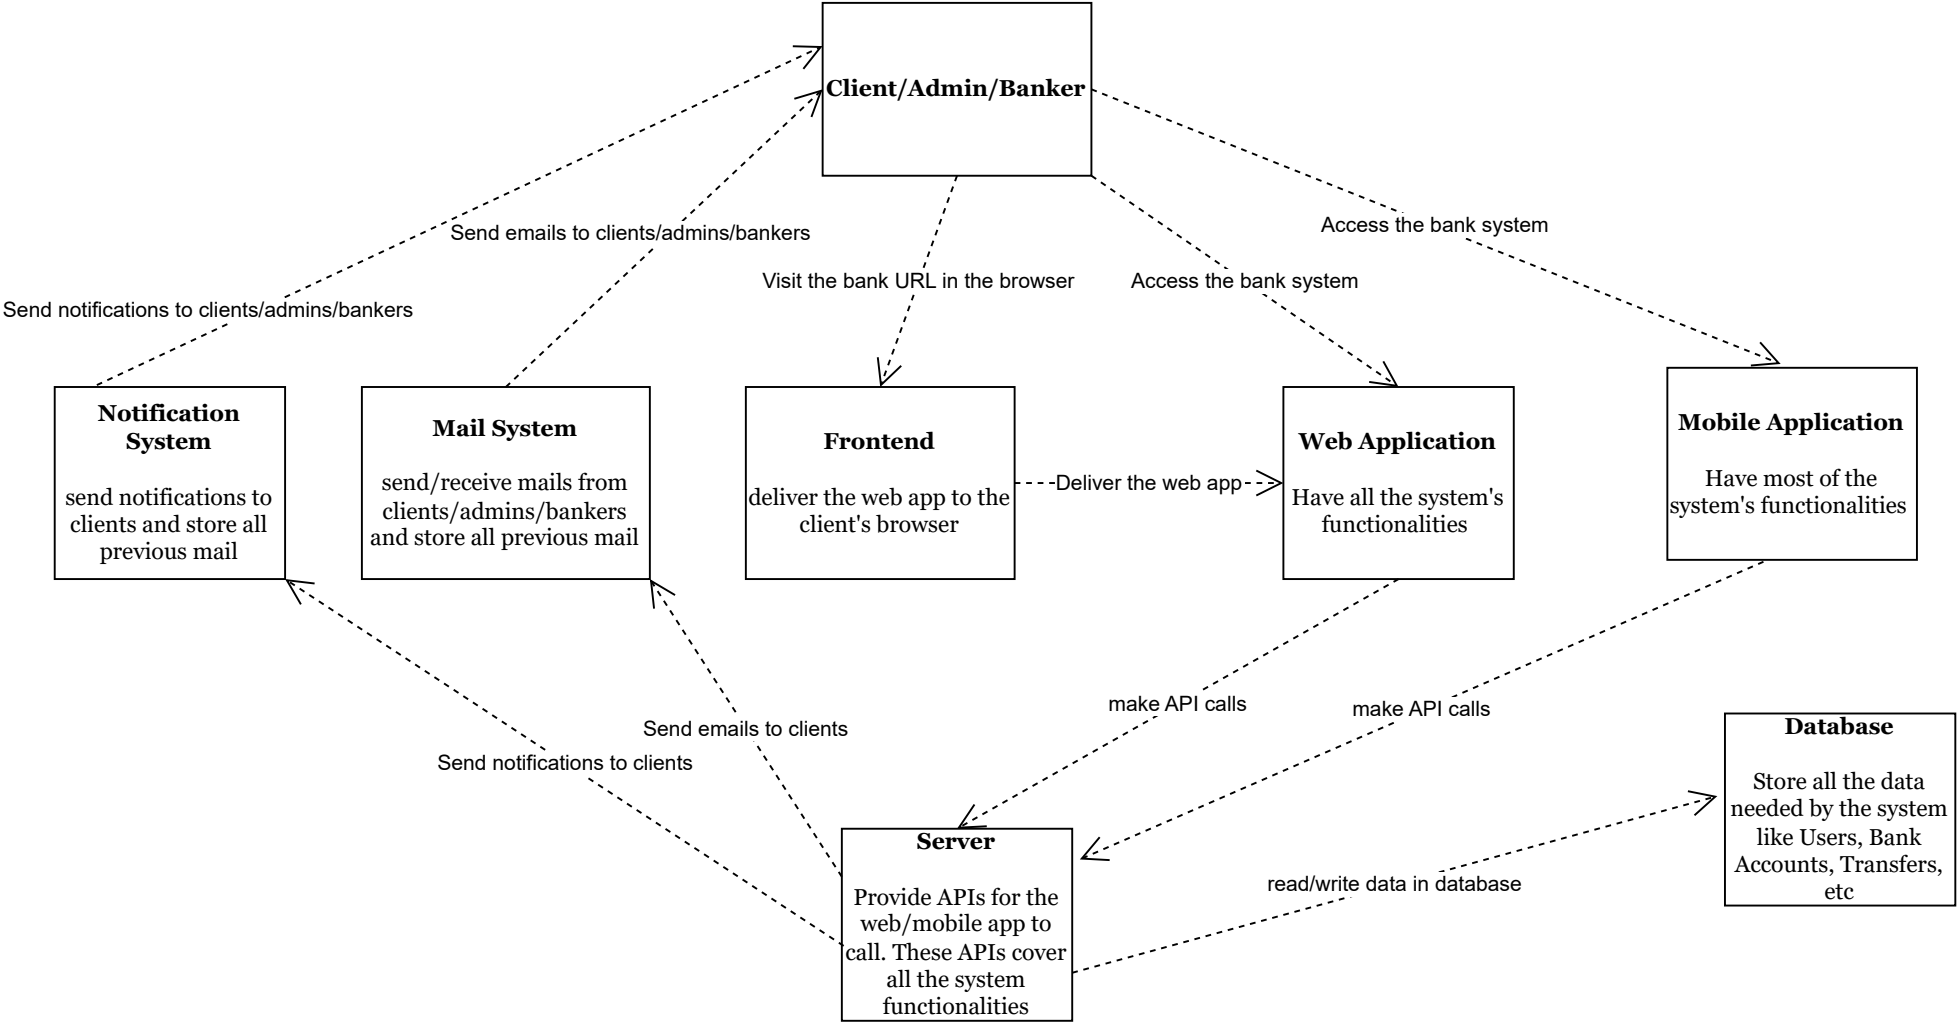 Client/Admin/Banker
Access the bank system
Send emails to clients/admins/bankers
Visit the bank URL in the browser
Access the bank system
Send notifications to clients/admins/bankers
Notification
System
send notifications to
clients and store all
previous mail
Mail System
send/receive mails from
clients/admins/bankers
and store all previous mail
Frontend
deliver the web app to the
client's browser
Deliver the web app
Web Application
Have all the system's
functionalities
Mobile Application
Have most of the
system's functionalities
make API calls
make API calls
Send emails to clients
Send notifications to clients
Database
Store all the data
needed by the system
like Users, Bank
Accounts, Transfers,
etc
Server
Provide APIs for the
web/mobile app to
call. These APIs cover
all the system
functionalities
read/write data in database